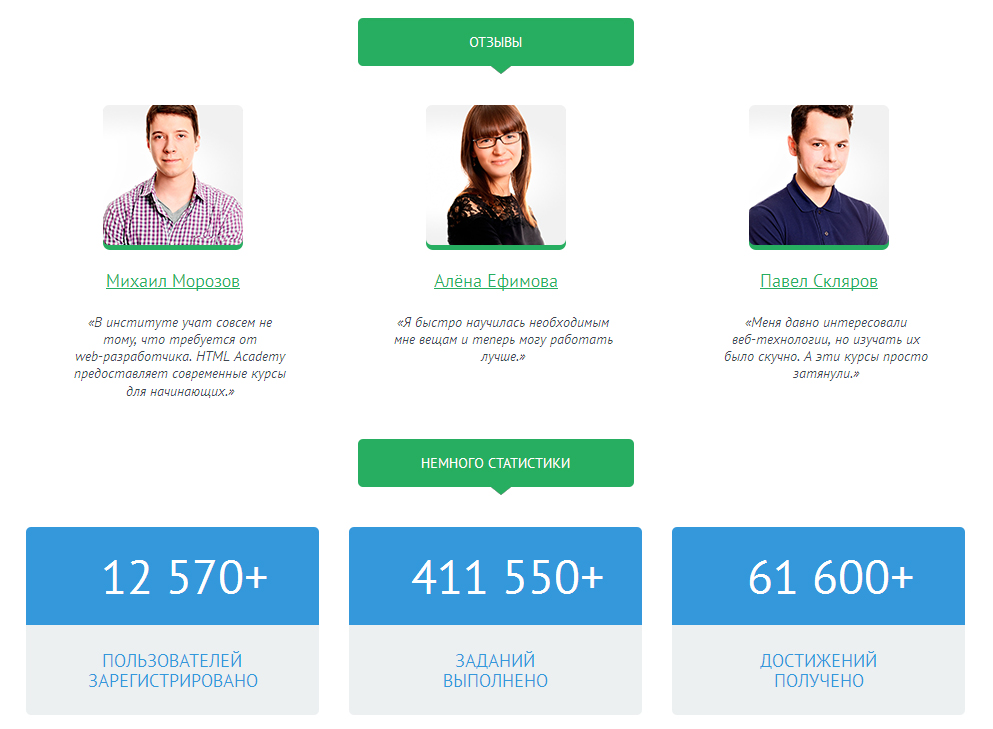 ОТЗЫВЫ
Михаил Морозов
Алёна Ефимова
Павел Скляров
«В институте учат совсем не
тому, что требуется от
web-разработчика. HTML Academy
предоставляет современные курсы
для начинающих.»
«Я быстро научилась необходимым
мне вещам и теперь могу работать
лучше.»
«Меня давно интересовали
веб-технологии, но изучать их
было скучно. А эти курсы просто
затянули.»
НЕМНОГО СТАТИСТИКИ
12 570+
411 550+
61 600+
ПОЛЬЗОВАТЕЛЕЙ
ЗАРЕГИСТРИРОВАНО
ЗАДАНИЙ
ВЫПОЛНЕНО
ДОСТИЖЕНИЙ
ПОЛУЧЕНО